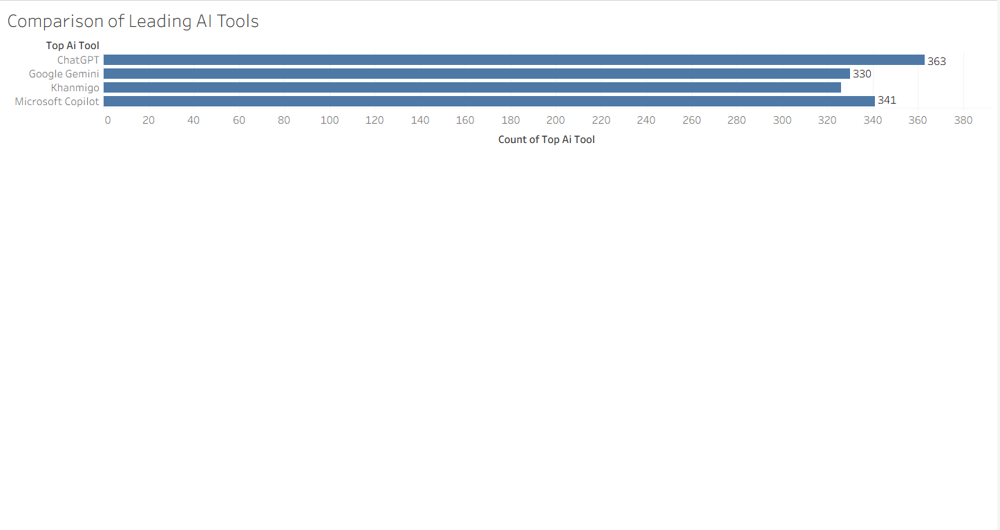 Comparison of Leading AI Tools
Top Ai Tool
ChatGPT 363
Google Gemini 330
Khanmigo
Microsoft Copilot 341
0 20 40 60 80 100 120 140 160 180 200 220 240 260 280 300 320 340 360 380
Count of Top Ai Tool